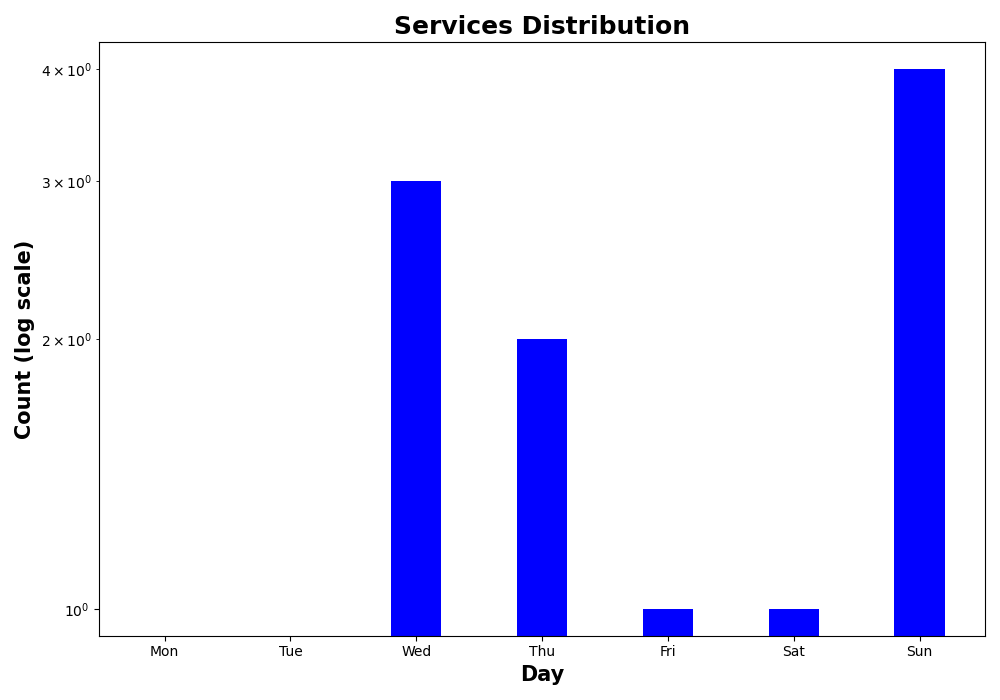 Services Distribution
Count (log scale)
4 × 10⁰
3 × 10⁰
2 × 10⁰
10⁰
Mon Tue Wed Thu Fri Sat Sun
Day